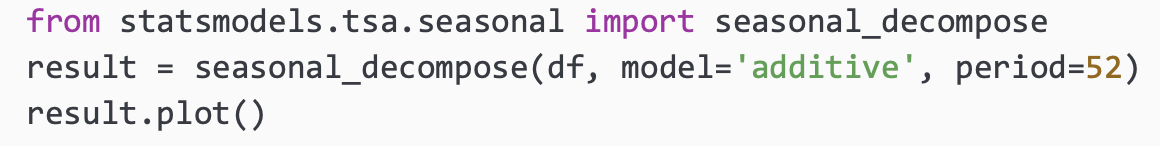 from statsmodels.tsa.seasonal import seasonal_decompose
result = seasonal_decompose(df, model='additive', period=52)
result.plot()